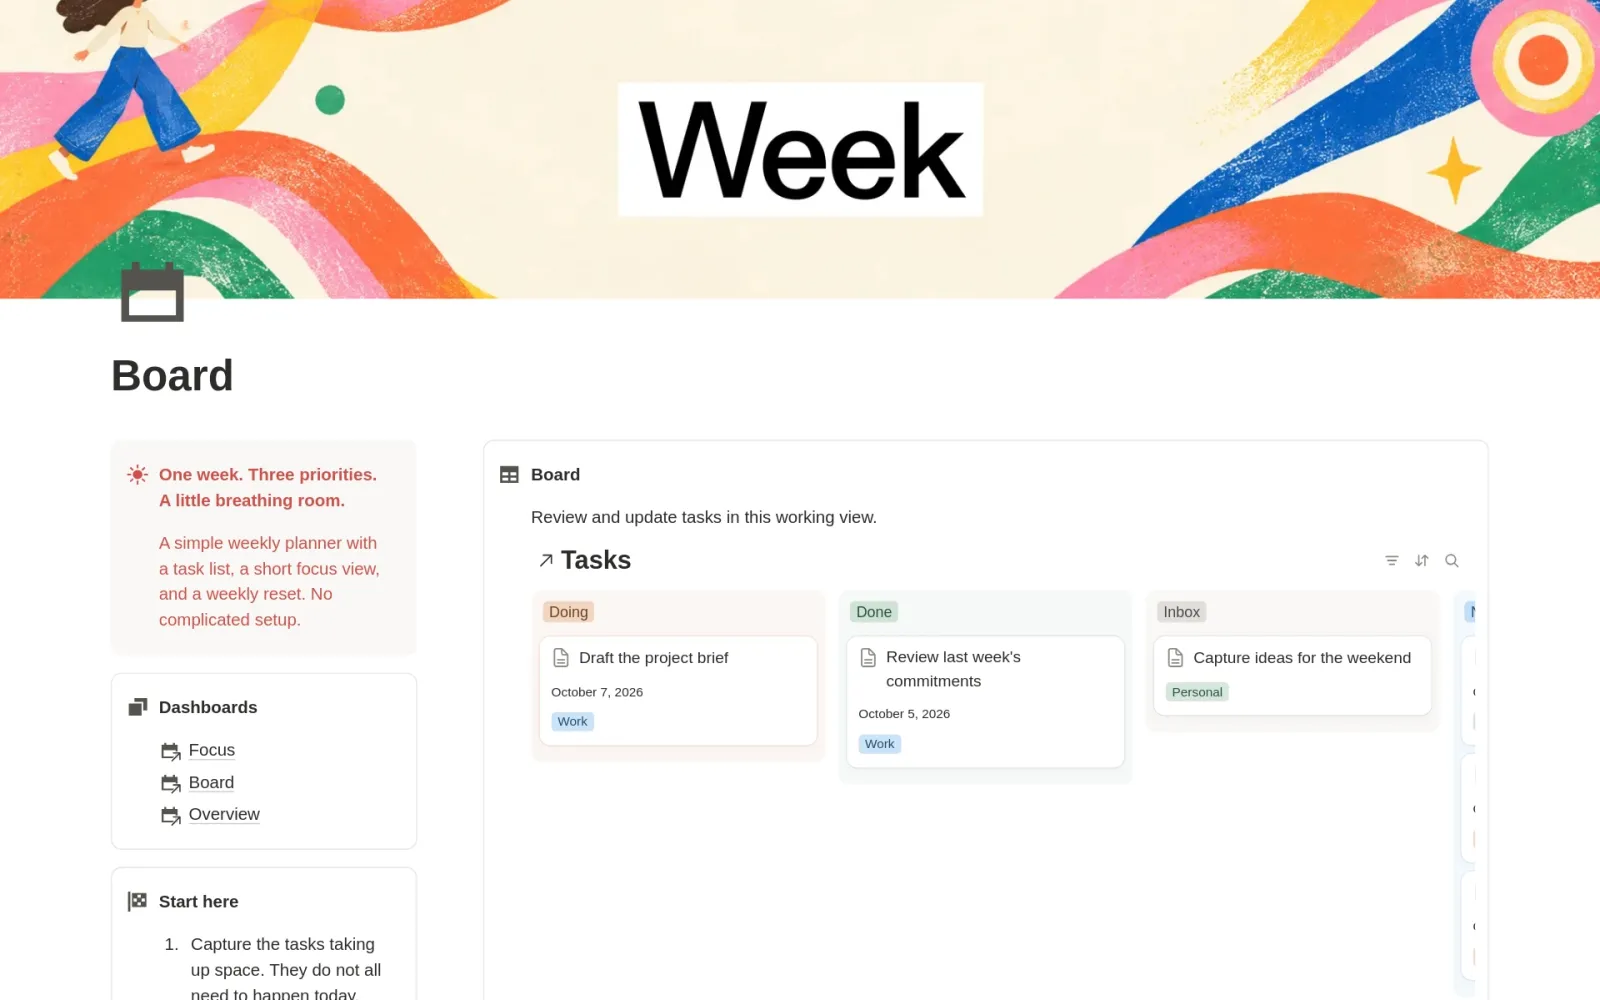 Week
Board
One week. Three priorities.
A little breathing room.
A simple weekly planner with
a task list, a short focus view,
and a weekly reset. No
complicated setup.
Dashboards
Focus
Board
Overview
Start here
1. Capture the tasks taking
up space. They do not all
need to happen today.
Board
Review and update tasks in this working view.
Tasks
Doing
Draft the project brief
October 7, 2026
Work
Done
Review last week's
commitments
October 5, 2026
Work
Inbox
Capture ideas for the weekend
Personal